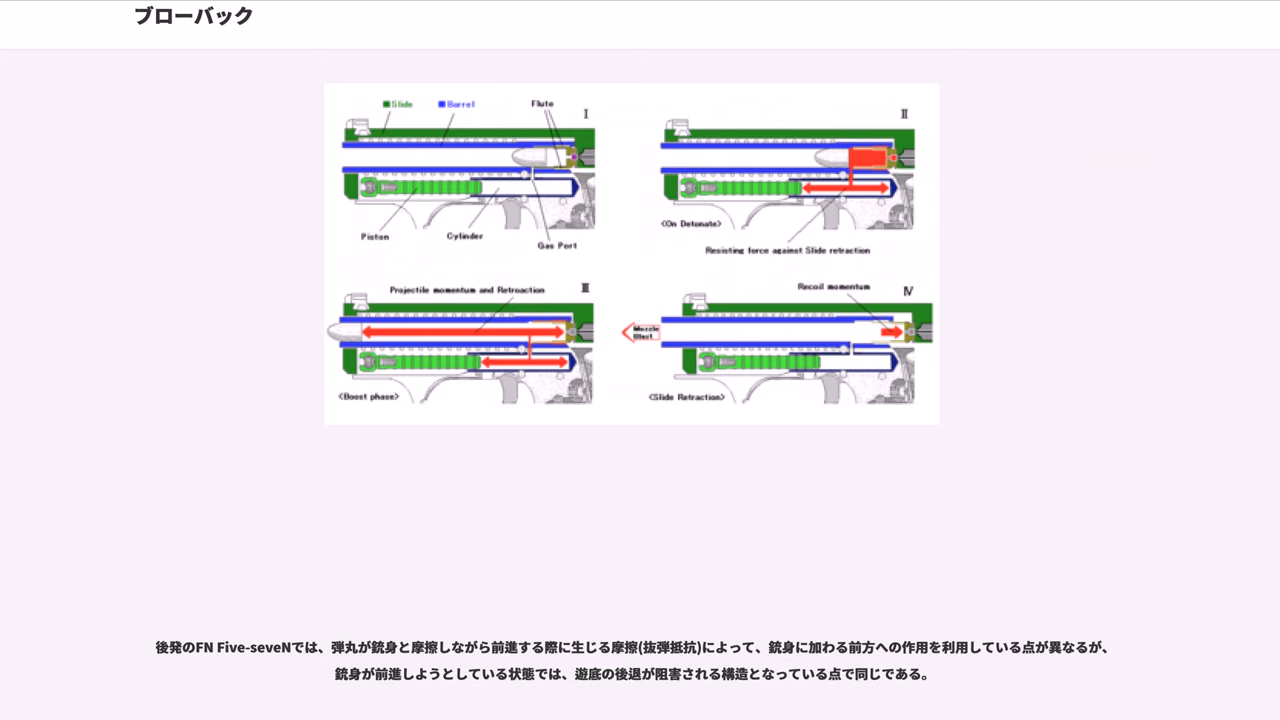 ブローバック
Slide
Barrel
Flute
I
Piston
Cylinder
Gas Port
II
<On Detonate>
Resisting force against Slide retraction
Projectile momentum and Retroaction
III
<Boost phase>
Recoil momentum
IV
Muzzle
Blast
<Slide Retraction>
後発のFN Five-seveNでは、弾丸が銃身と摩擦しながら前進する際に生じる摩擦(抜弾抵抗)によって、銃身に加わる前方への作用を利用している点が異なるが、
銃身が前進しようとしている状態では、遊底の後退が阻害される構造となっている点で同じである。